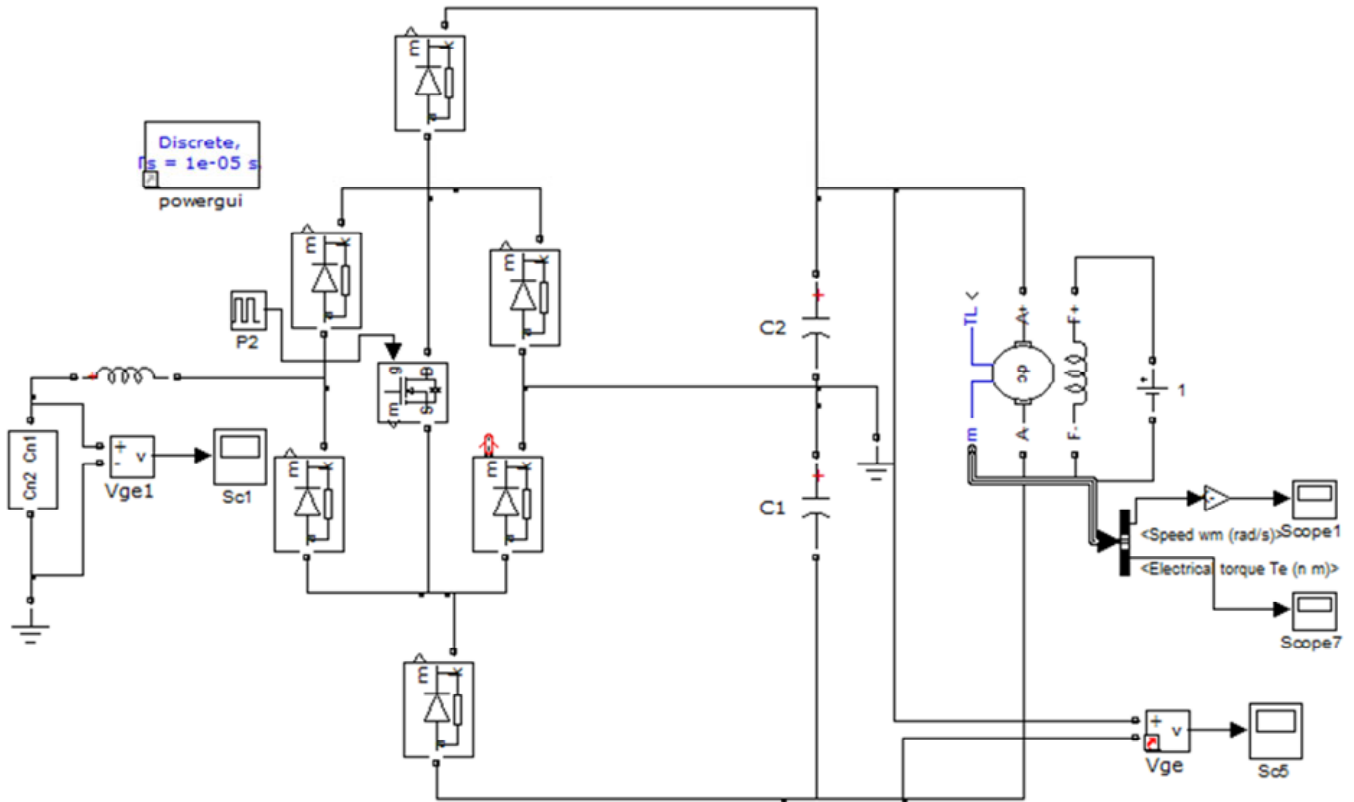 m k
a
Discrete,
Ts = 1e-05 s.
powergui
m k
a
m k
a
P2
g D
m S
C2
TL
m
A+
dc
A-
F+
F-
1
Cn1
Cn2
+
-
v
Vge1
Sc1
m k
a
m k
a
C1
<Speed wm (rad/s)>
Scope1
<Electrical torque Te (n m)>
Scope7
m k
a
+
v
Vge
Sc5